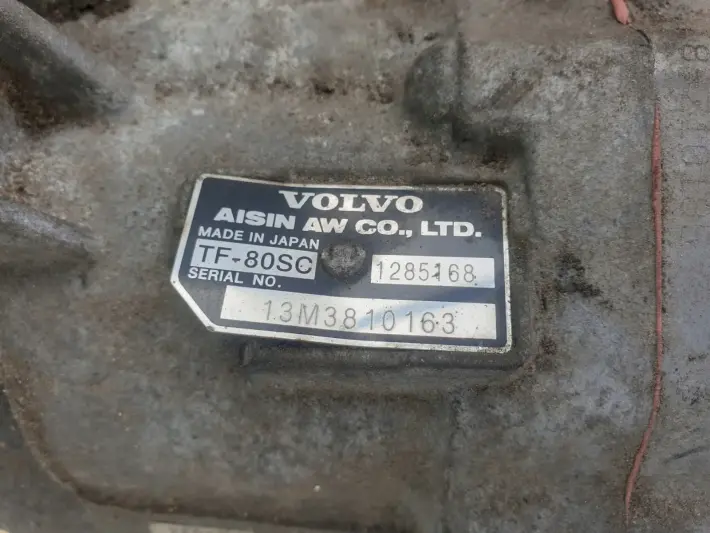 VOLVO
AISIN AW CO., LTD.
MADE IN JAPAN
TF-80SC 1285168
SERIAL NO.
13M3810163